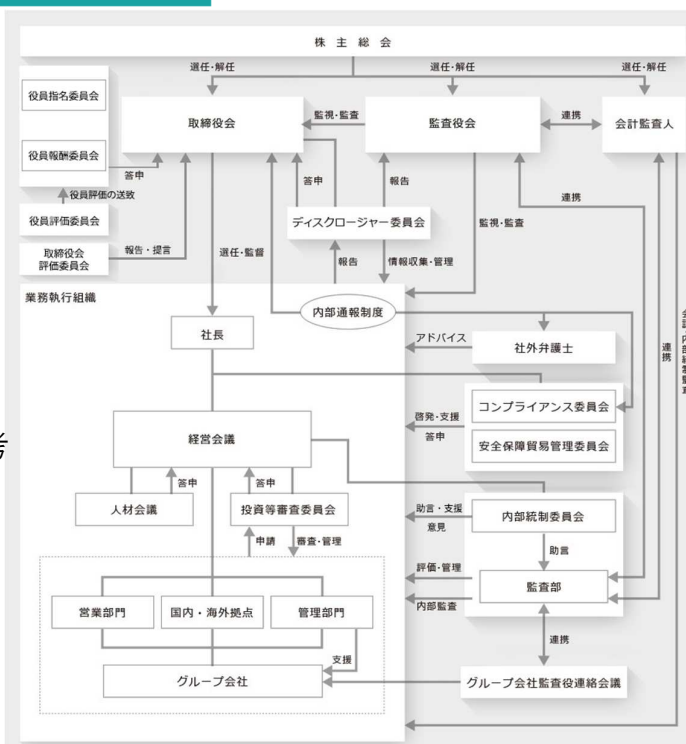 株主総会
選任・解任
選任・解任
選任・解任
役員指名委員会
役員報酬委員会
取締役会
監視・監査
監査役会
連携
会計監査人
答申
役員評価の送致
役員評価委員会
取締役会
評価委員会
報告・提言
選任・監督
答申
報告
ディスクロージャー委員会
報告
情報収集・管理
監視・監査
連携
業務執行組織
内部通報制度
社長
アドバイス
社外弁護士
連携
コンプライアンス委員会
安全保障貿易管理委員会
啓発・支援
答申
経営会議
答申
答申
人材会議
投資等審査委員会
申請
審査・管理
助言・支援
意見
内部統制委員会
助言
評価・管理
監査部
内部監査
営業部門
国内・海外拠点
管理部門
支援
連携
グループ会社
グループ会社監査役連絡会議